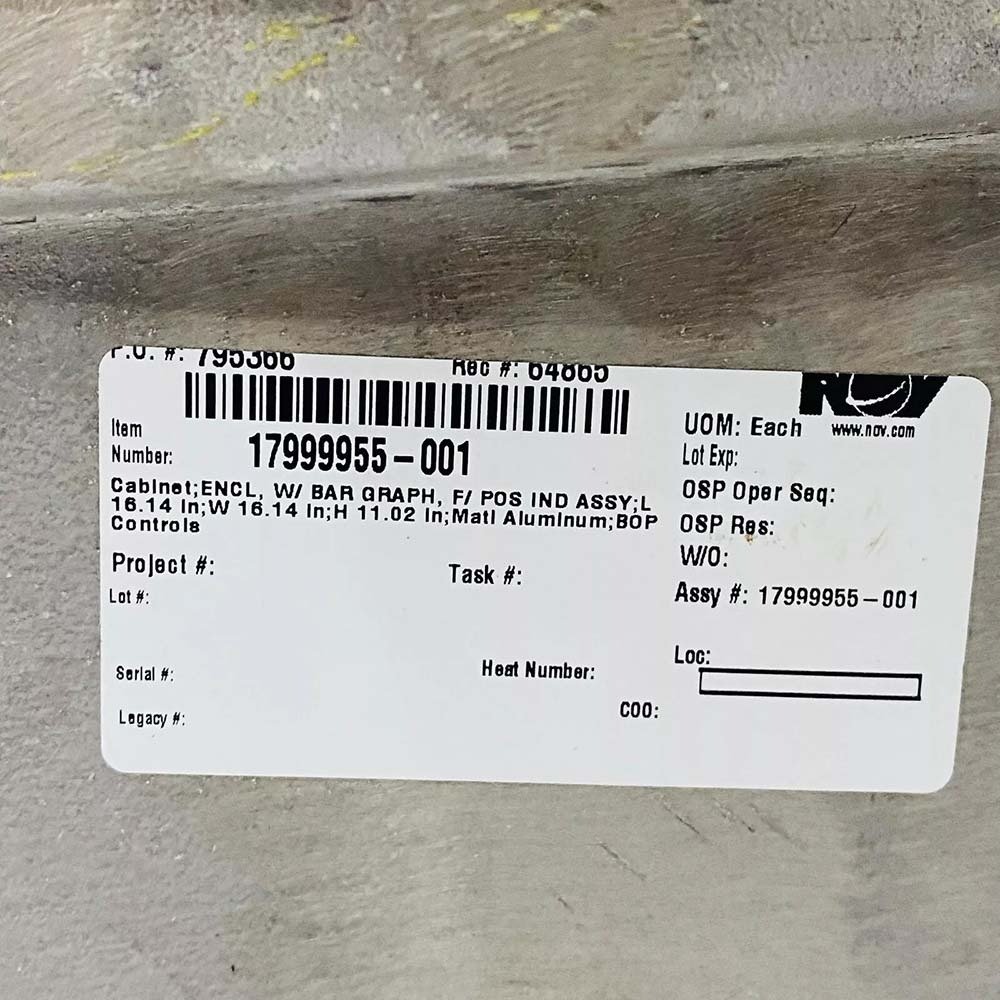 P.O. #: 795366 Rec #: 64865
NOV
Item
Number: 17999955-001
UOM: Each www.nov.com
Lot Exp:
Cabinet;ENCL, W/ BAR GRAPH, F/ POS IND ASSY;L
16.14 In;W 16.14 In;H 11.02 In;Matl Aluminum;BOP
Controls
OSP Oper Seq:
OSP Res:
W/O:
Project #: Task #:
Assy #: 17999955-001
Lot #:
Loc:
Serial #: Heat Number:
COO:
Legacy #: